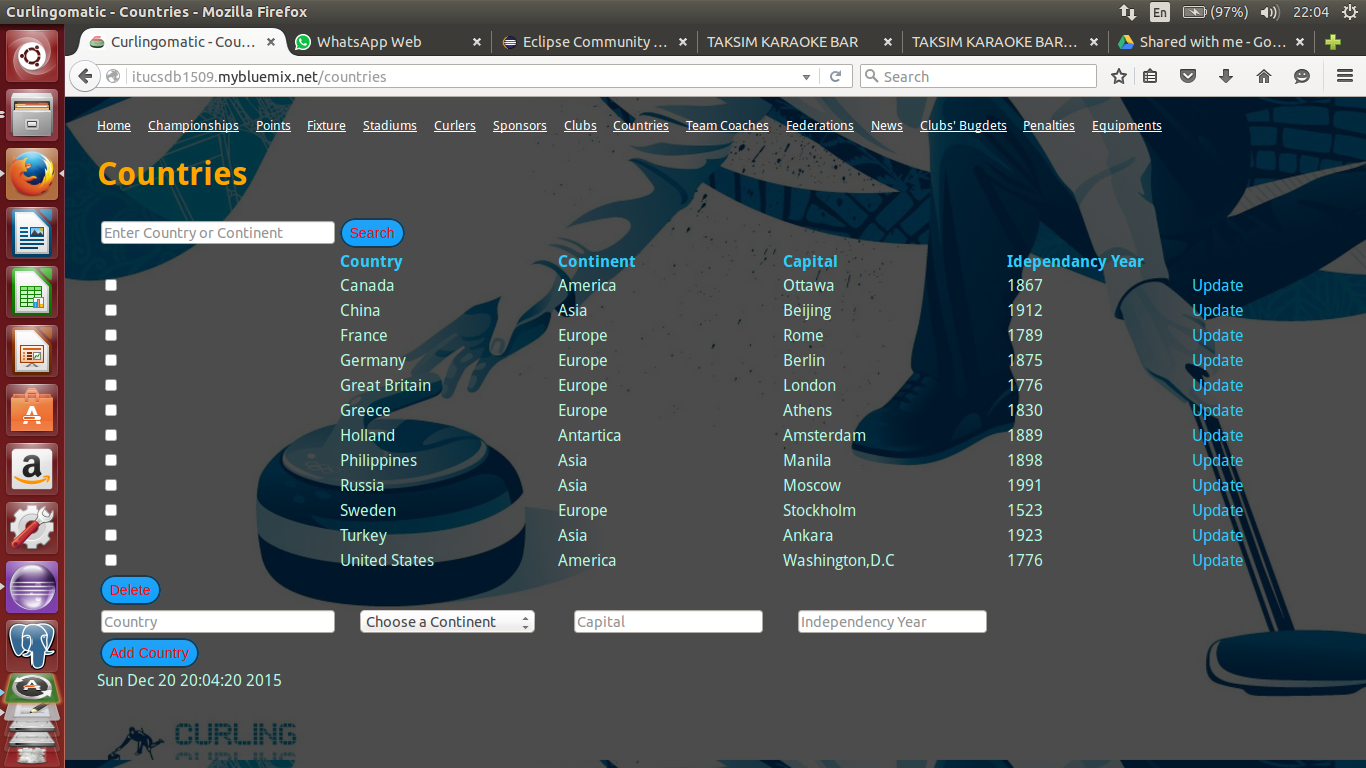 Curlingomatic - Countries - Mozilla Firefox En (97%) 22:04
Curlingomatic - Cou... WhatsApp Web Eclipse Community ... TAKSIM KARAOKE BAR TAKSIM KARAOKE BAR... Shared with me - Go...
itucsdb1509.mybluemix.net/countries Search
Home Championships Points Fixture Stadiums Curlers Sponsors Clubs Countries Team Coaches Federations News Clubs' Bugdets Penalties Equipments
Countries
Enter Country or Continent Search
Country Continent Capital Idependancy Year
Canada America Ottawa 1867 Update
China Asia Beijing 1912 Update
France Europe Rome 1789 Update
Germany Europe Berlin 1875 Update
Great Britain Europe London 1776 Update
Greece Europe Athens 1830 Update
Holland Antartica Amsterdam 1889 Update
Philippines Asia Manila 1898 Update
Russia Asia Moscow 1991 Update
Sweden Europe Stockholm 1523 Update
Turkey Asia Ankara 1923 Update
United States America Washington,D.C 1776 Update
Delete
Country Choose a Continent Capital Independency Year
Add Country
Sun Dec 20 20:04:20 2015
CURLING